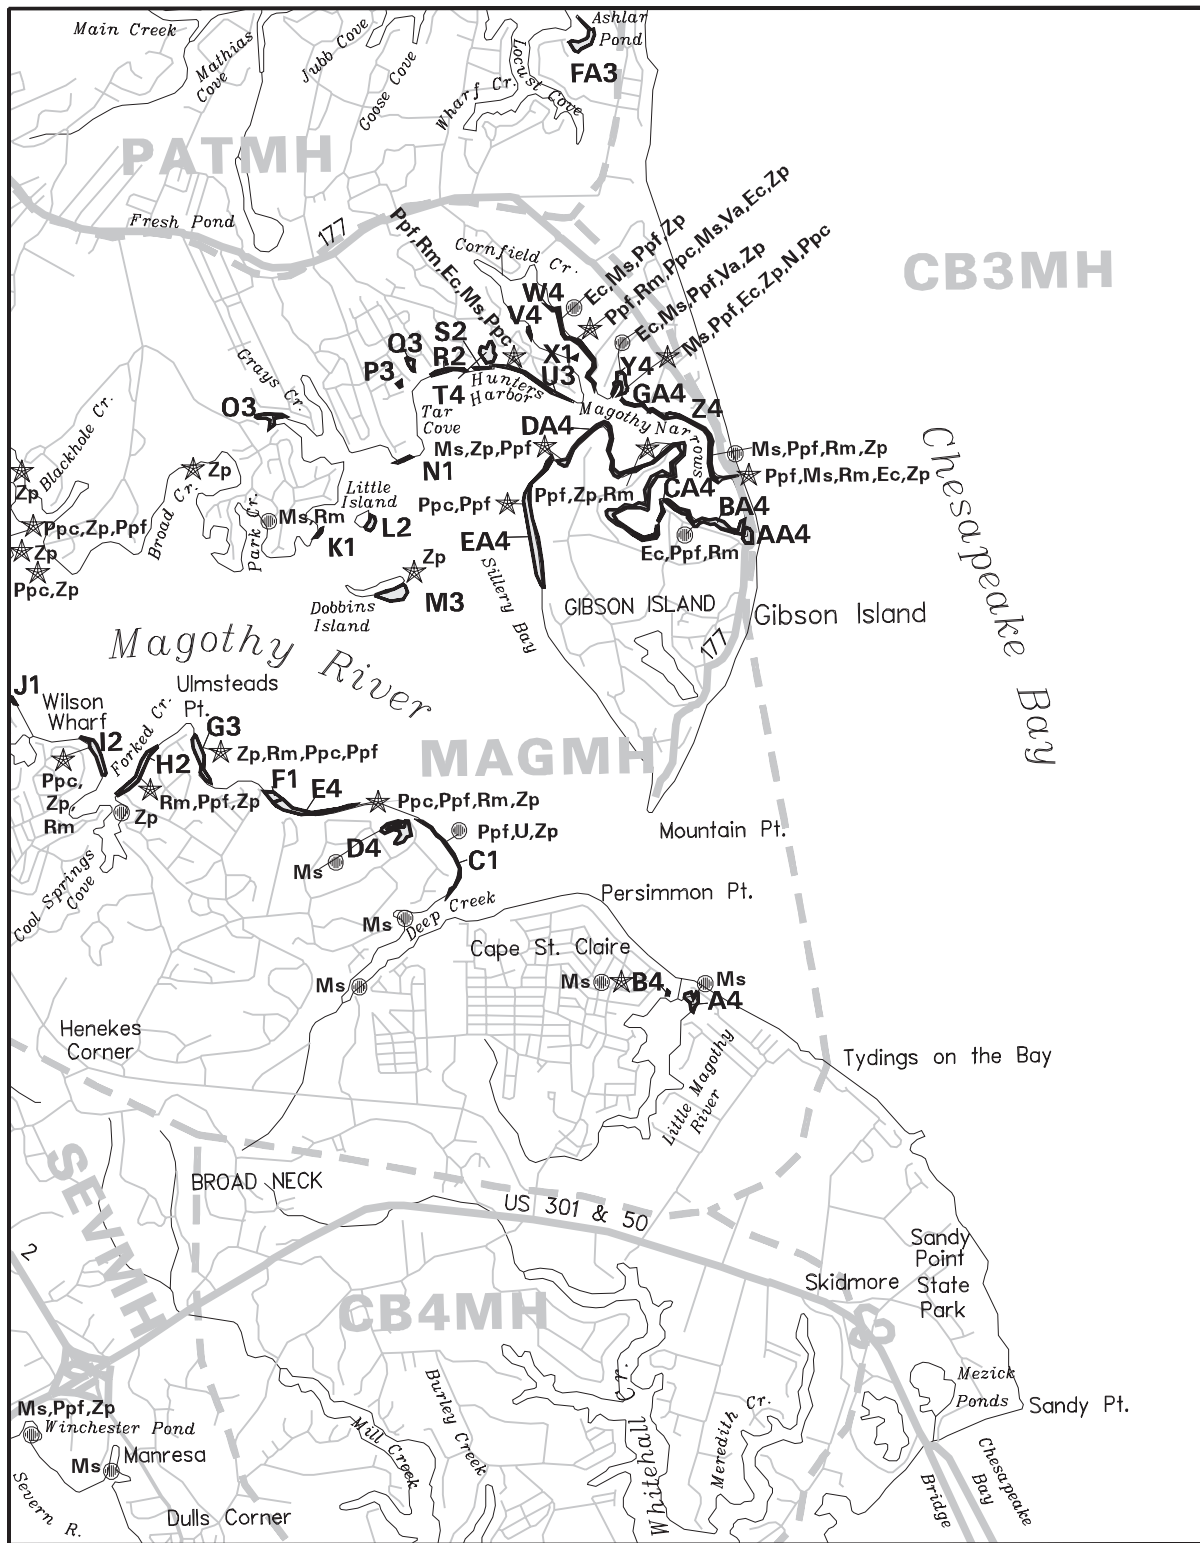 Main Creek
Mathias
Cove
Jubb Cove
Goose Cove
Wharf Cr.
Locust Cove
Ashlar
Pond
FA3
PATMH
Fresh Pond
177
Cornfield Cr.
Ppf,Rm,Ec,Ms,Ppc
Ec,Ms,Ppf,Zp
Ppf,Rm,Ppc,Ms,Va,Ec,Zp
Ec,Ms,Ppf,Va,Zp
Ms,Ppf,Ec,Zp,N,Ppc
CB3MH
W4
V4
S2
Q3
R2
X1
U3
Y4
P3
T4
Hunters
Harbor
GA4
Z4
Grays Cr.
O3
Tar
Cove
DA4
Magothy Narrows
Ms,Zp,Ppf
N1
Ms,Ppf,Rm,Zp
Ppf,Ms,Rm,Ec,Zp
Blackhole Cr.
Zp
Zp
Broad Cr.
Park Cr.
Little
Island
Ppc,Ppf
Ppf,Zp,Rm
CA4
BA4
AA4
Ms,Rm
L2
K1
EA4
Ec,Ppf,Rm
Ppc,Zp,Ppf
Zp
Ppc,Zp
Zp
M3
Dobbins
Island
Sillery Bay
GIBSON ISLAND
Gibson Island
177
Chesapeake Bay
Magothy River
J1
Wilson
Wharf
Ulmsteads
Pt.
Forked Cr.
G3
I2
H2
Zp,Rm,Ppc,Ppf
MAGMH
Ppc,
Zp,
Rm
F1
E4
Rm,Ppf,Zp
Zp
Ppc,Ppf,Rm,Zp
Ppf,U,Zp
D4
Ms
C1
Mountain Pt.
Cool Springs
Cove
Persimmon Pt.
Ms
Deep Creek
Cape St. Claire
Ms
Ms
B4
Ms
A4
Henekes
Corner
Little Magothy
River
Tydings on the Bay
SEVMH
BROAD NECK
US 301 & 50
2
Sandy
Point
State
Park
Skidmore
CB4MH
Mezick
Ponds
Sandy Pt.
Ms,Ppf,Zp
Winchester Pond
Ms
Manresa
Severn R.
Dulls Corner
Mill Creek
Burley Creek
Whitehall Cr.
Meredith Cr.
Chesapeake
Bay
Bridge